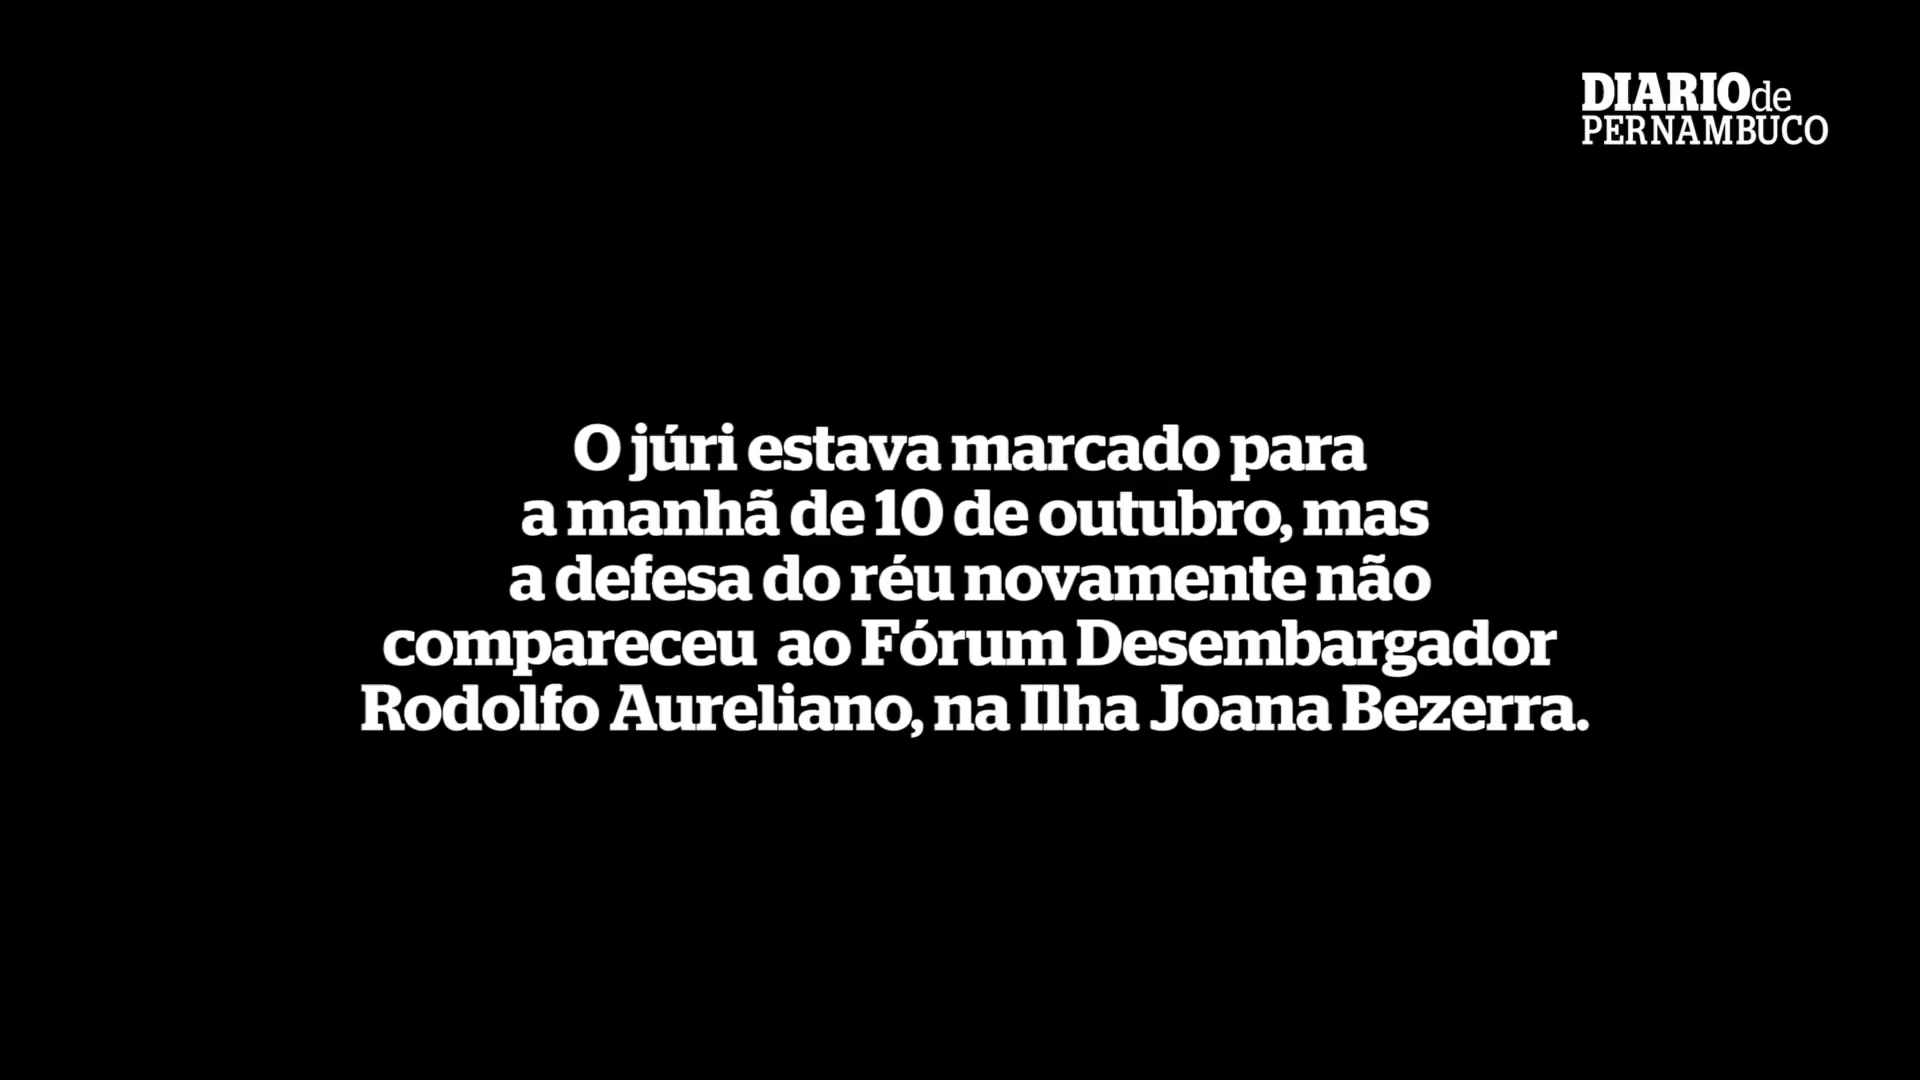 DIARIO de
PERNAMBUCO
O júri estava marcado para
a manhã de 10 de outubro, mas
a defesa do réu novamente não
compareceu ao Fórum Desembargador
Rodolfo Aureliano, na Ilha Joana Bezerra.